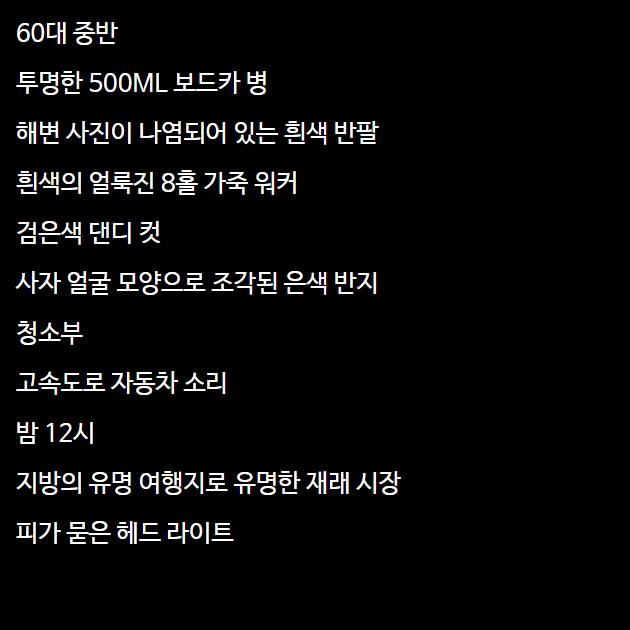 60대 중반
투명한 500ML 보드카 병
해변 사진이 나염되어 있는 흰색 반팔
흰색의 얼룩진 8홀 가죽 워커
검은색 댄디 컷
사자 얼굴 모양으로 조각된 은색 반지
청소부
고속도로 자동차 소리
밤 12시
지방의 유명 여행지로 유명한 재래 시장
피가 묻은 헤드 라이트